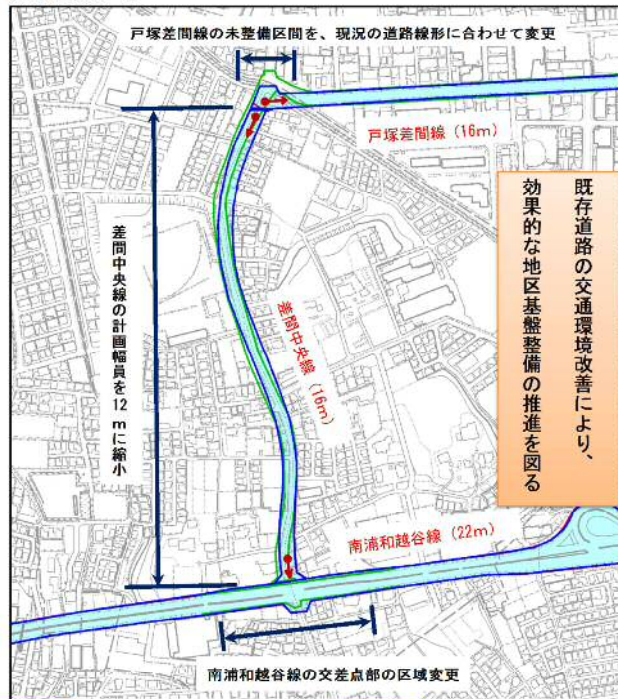 戸塚差間線の未整備区間を、現況の道路線形に合わせて変更
戸塚差間線（16m）
既存道路の交通環境改善により、
効果的な地区基盤整備の推進を図る
差間中央線の計画幅員を12mに縮小
差間中央線（16m）
南浦和越谷線（22m）
南浦和越谷線の交差点部の区域変更